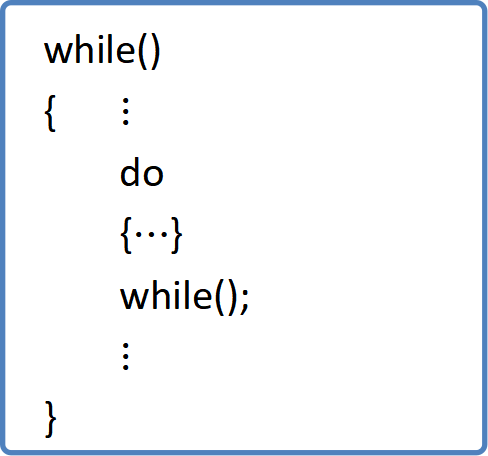 while()
{ ⋮
do
{⋯}
while();
⋮
}